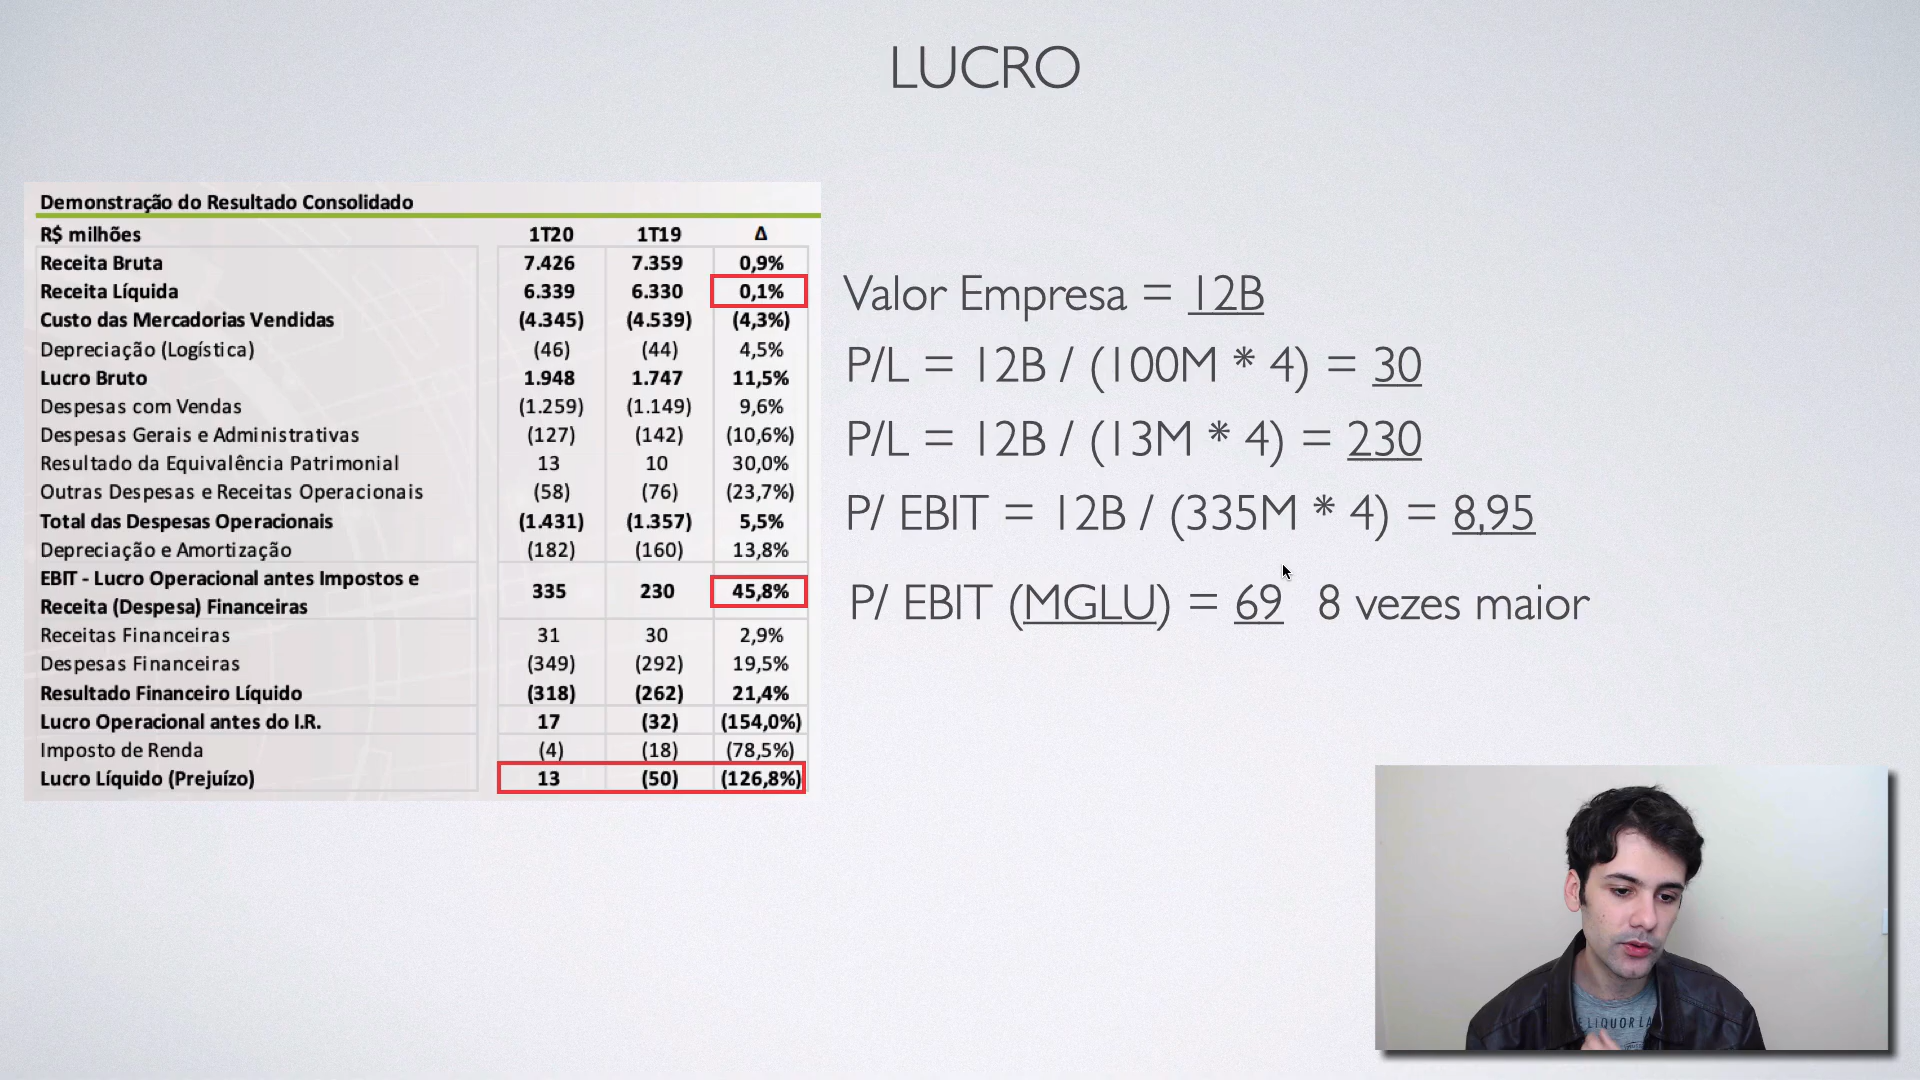 LUCRO
Demonstração do Resultado Consolidado
R$ milhões 1T20 1T19 Δ
Receita Bruta 7.426 7.359 0,9%
Receita Líquida 6.339 6.330 0,1%
Custo das Mercadorias Vendidas (4.345) (4.539) (4,3%)
Depreciação (Logística) (46) (44) 4,5%
Lucro Bruto 1.948 1.747 11,5%
Despesas com Vendas (1.259) (1.149) 9,6%
Despesas Gerais e Administrativas (127) (142) (10,6%)
Resultado da Equivalência Patrimonial 13 10 30,0%
Outras Despesas e Receitas Operacionais (58) (76) (23,7%)
Total das Despesas Operacionais (1.431) (1.357) 5,5%
Depreciação e Amortização (182) (160) 13,8%
EBIT - Lucro Operacional antes Impostos e
Receita (Despesa) Financeiras 335 230 45,8%
Receitas Financeiras 31 30 2,9%
Despesas Financeiras (349) (292) 19,5%
Resultado Financeiro Líquido (318) (262) 21,4%
Lucro Operacional antes do I.R. 17 (32) (154,0%)
Imposto de Renda (4) (18) (78,5%)
Lucro Líquido (Prejuízo) 13 (50) (126,8%)
Valor Empresa = 12B
P/L = 12B / (100M * 4) = 30
P/L = 12B / (13M * 4) = 230
P/ EBIT = 12B / (335M * 4) = 8,95
P/ EBIT (MGLU) = 69 8 vezes maior
LIQUOR